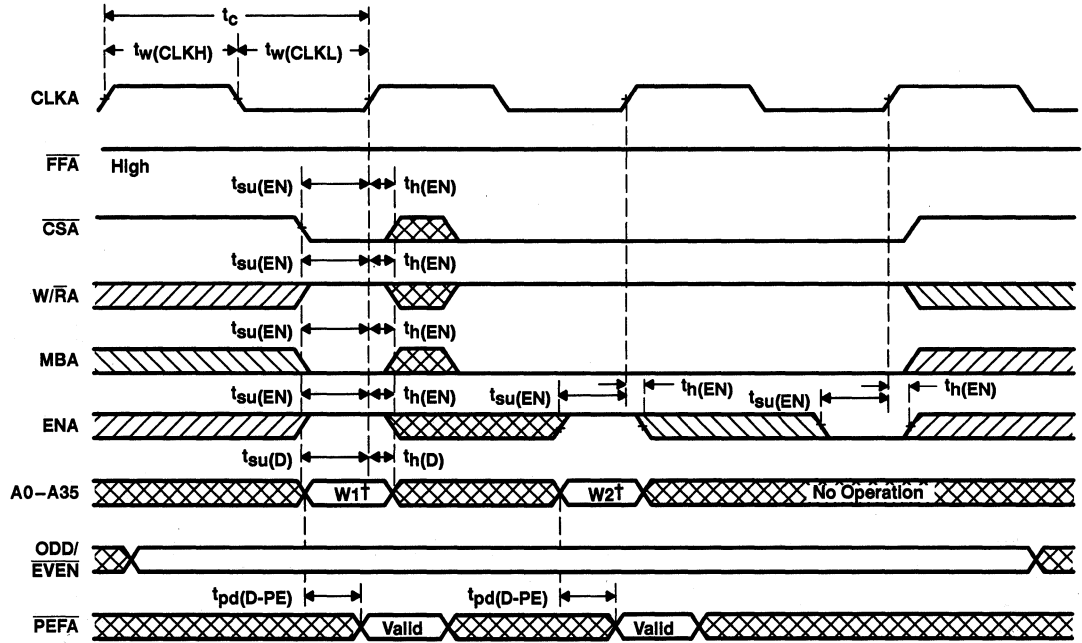 tc
tw(CLKH) tw(CLKL)
CLKA
FFA High
tsu(EN) th(EN)
CSA
tsu(EN) th(EN)
W/RA
tsu(EN) th(EN)
MBA
tsu(EN) th(EN) tsu(EN) th(EN) tsu(EN) th(EN)
ENA
tsu(D) th(D)
A0–A35 W1† W2† No Operation
ODD/
EVEN
tpd(D-PE) tpd(D-PE)
PEFA Valid Valid